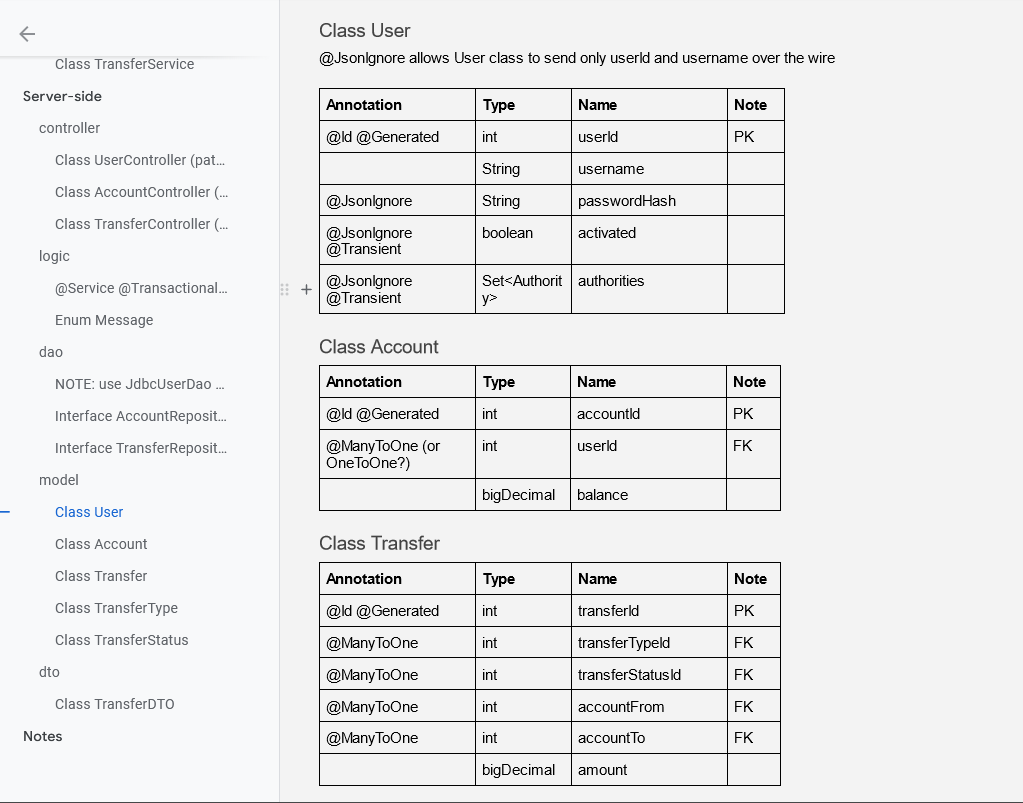 Class TransferService
Server-side
controller
Class UserController (pat…
Class AccountController (…
Class TransferController (…
logic
@Service @Transactional…
Enum Message
dao
NOTE: use JdbcUserDao …
Interface AccountReposit…
Interface TransferReposit…
model
Class User
Class Account
Class Transfer
Class TransferType
Class TransferStatus
dto
Class TransferDTO
Notes
Class User
@JsonIgnore allows User class to send only userId and username over the wire
Annotation Type Name Note
@Id @Generated int userId PK
String username
@JsonIgnore String passwordHash
@JsonIgnore boolean activated
@Transient
@JsonIgnore Set<Authorit authorities
@Transient y>
Class Account
Annotation Type Name Note
@Id @Generated int accountId PK
@ManyToOne (or int userId FK
OneToOne?)
bigDecimal balance
Class Transfer
Annotation Type Name Note
@Id @Generated int transferId PK
@ManyToOne int transferTypeId FK
@ManyToOne int transferStatusId FK
@ManyToOne int accountFrom FK
@ManyToOne int accountTo FK
bigDecimal amount